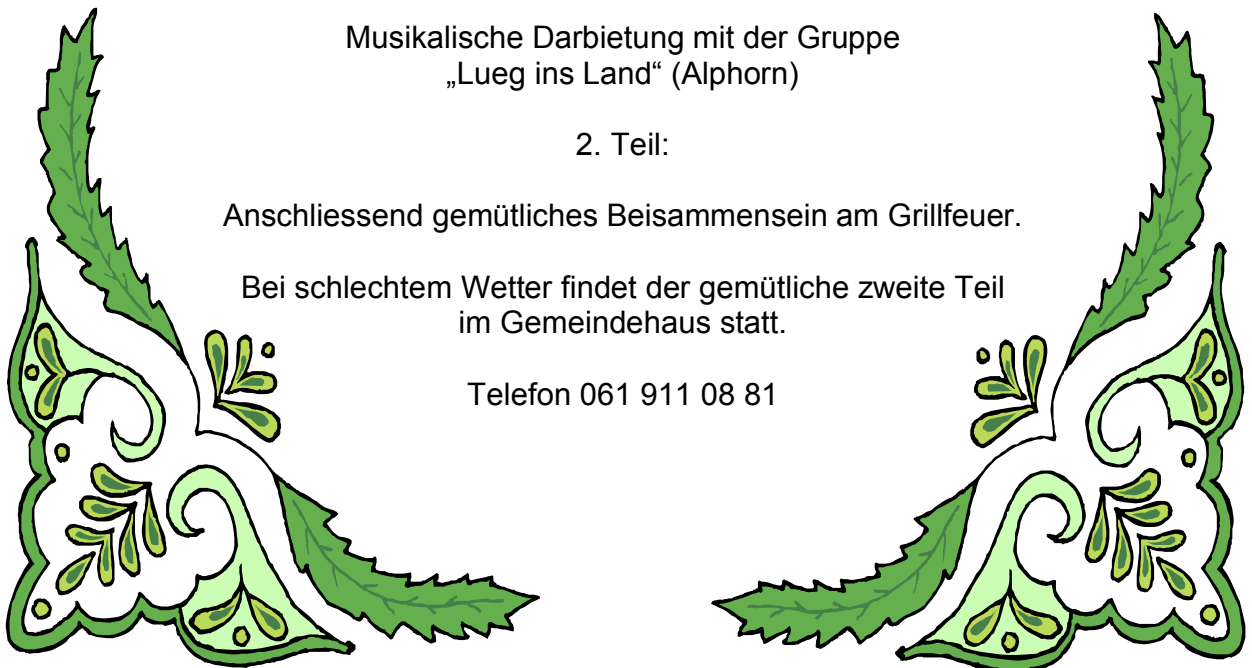 Musikalische Darbietung mit der Gruppe
„Lueg ins Land“ (Alphorn)
2. Teil:
Anschliessend gemütliches Beisammensein am Grillfeuer.
Bei schlechtem Wetter findet der gemütliche zweite Teil
im Gemeindehaus statt.
Telefon 061 911 08 81